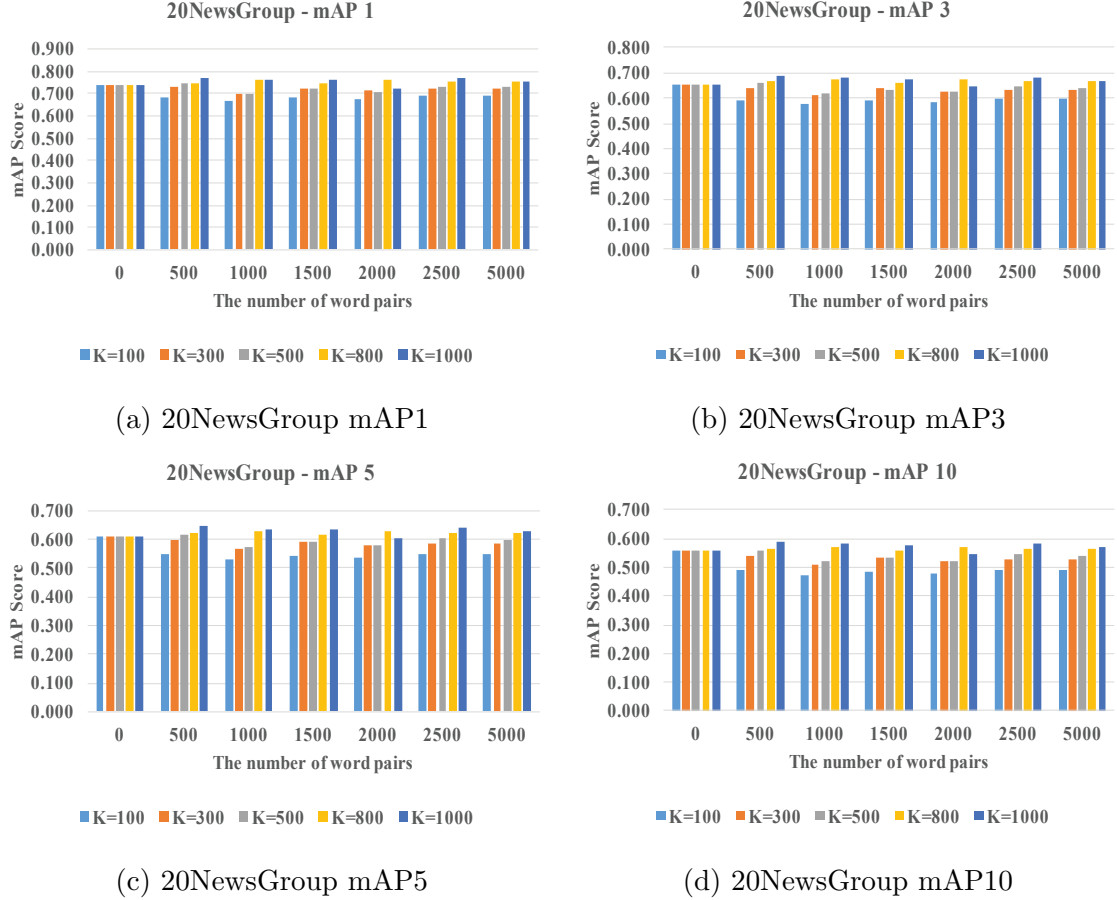 20NewsGroup - mAP 1
0.900
0.800
0.700
0.600
0.500
0.400
0.300
0.200
0.100
0.000
mAP Score
0 500 1000 1500 2000 2500 5000
The number of word pairs
K=100 K=300 K=500 K=800 K=1000
(a) 20NewsGroup mAP1
20NewsGroup - mAP 3
0.800
0.700
0.600
0.500
0.400
0.300
0.200
0.100
0.000
mAP Score
0 500 1000 1500 2000 2500 5000
The number of word pairs
K=100 K=300 K=500 K=800 K=1000
(b) 20NewsGroup mAP3
20NewsGroup - mAP 5
0.700
0.600
0.500
0.400
0.300
0.200
0.100
0.000
mAP Score
0 500 1000 1500 2000 2500 5000
The number of word pairs
K=100 K=300 K=500 K=800 K=1000
(c) 20NewsGroup mAP5
20NewsGroup - mAP 10
0.700
0.600
0.500
0.400
0.300
0.200
0.100
0.000
mAP Score
0 500 1000 1500 2000 2500 5000
The number of word pairs
K=100 K=300 K=500 K=800 K=1000
(d) 20NewsGroup mAP10